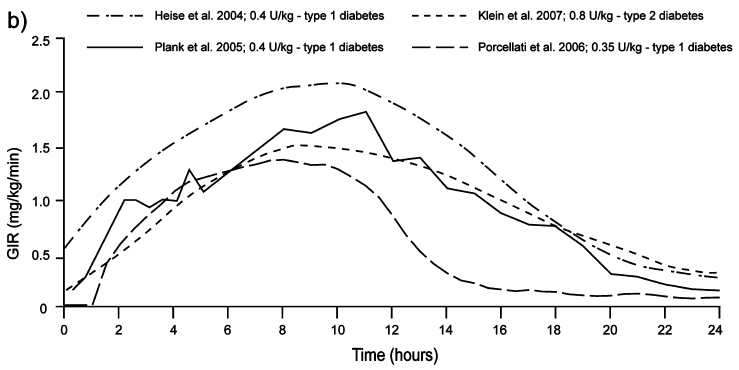 b)
Heise et al. 2004; 0.4 U/kg - type 1 diabetes
Klein et al. 2007; 0.8 U/kg - type 2 diabetes
Plank et al. 2005; 0.4 U/kg - type 1 diabetes
Porcellati et al. 2006; 0.35 U/kg - type 1 diabetes
GIR (mg/kg/min)
2.5
2.0
1.5
1.0
0.5
0
0 2 4 6 8 10 12 14 16 18 20 22 24
Time (hours)